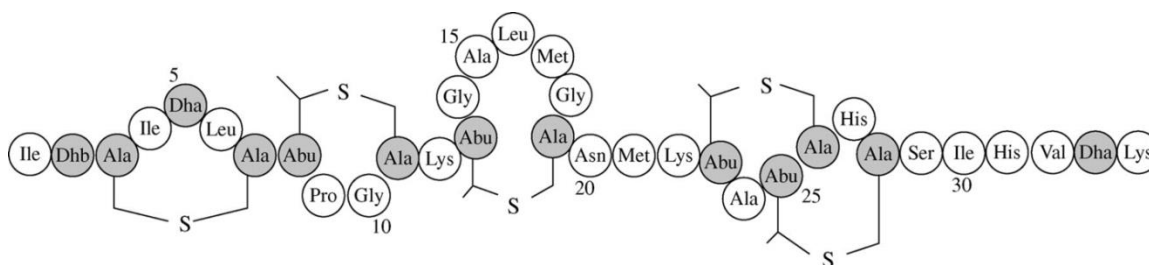 Ile Dhb Ala Ile Dha Leu Ala Abu Pro Gly Ala Lys Abu Gly Ala Leu Met Gly Ala Asn Met Lys Abu Ala Abu Ala His Ala Ser Ile His Val Dha Lys
5
10
15
20
25
30
S
S
S
S
S